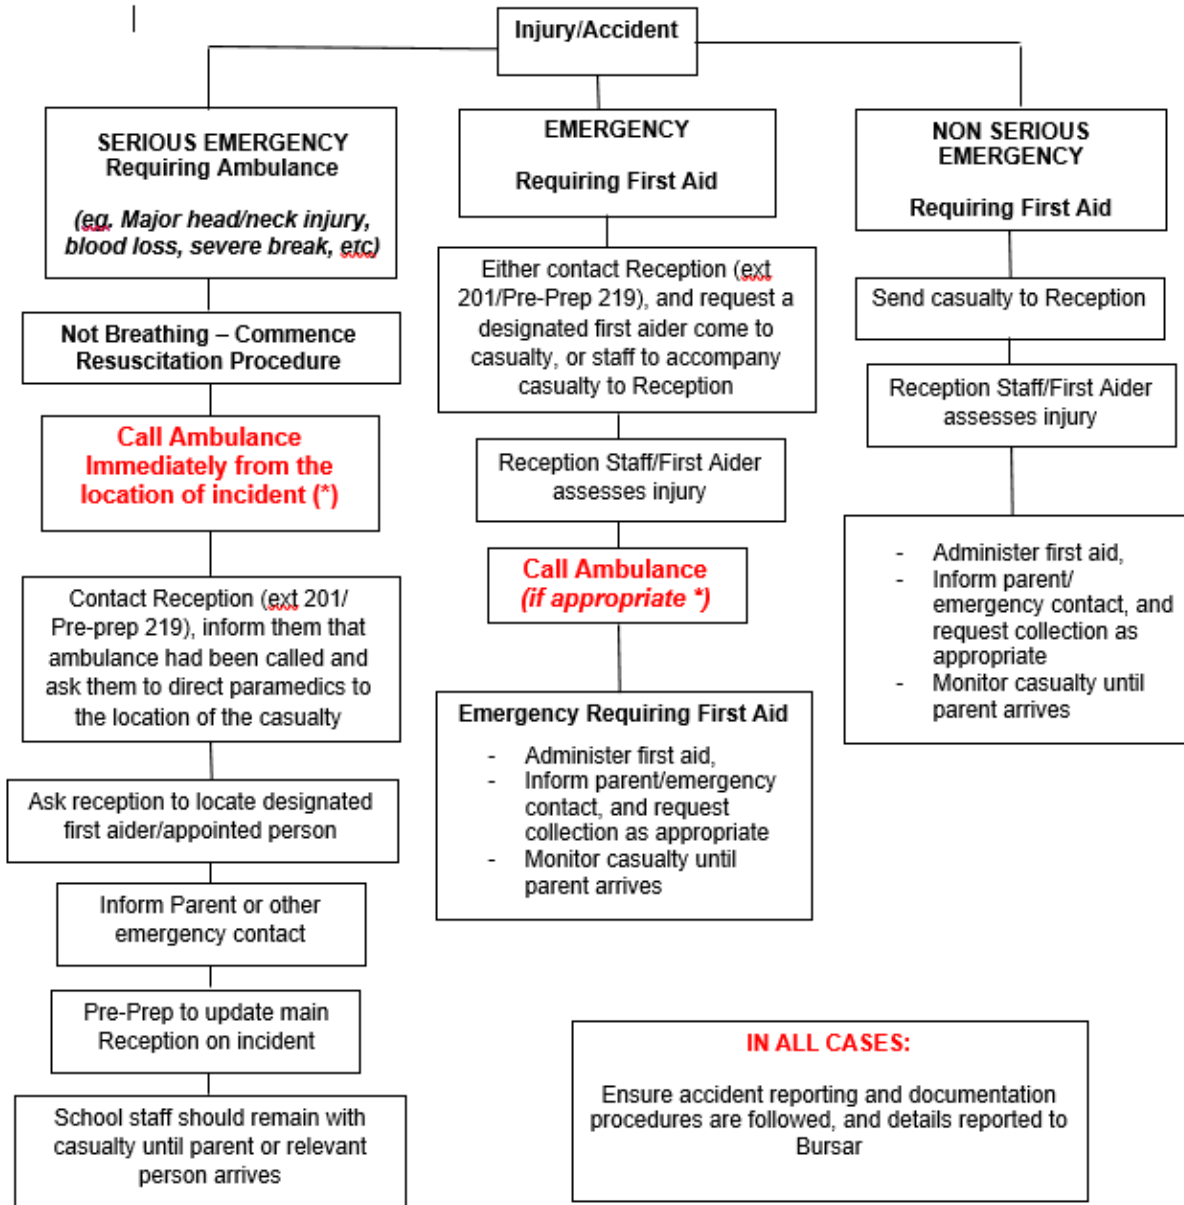 Injury/Accident
SERIOUS EMERGENCY
Requiring Ambulance
(eg. Major head/neck injury,
blood loss, severe break, etc)
Not Breathing – Commence
Resuscitation Procedure
Call Ambulance
Immediately from the
location of incident (*)
Contact Reception (ext 201/
Pre-prep 219), inform them that
ambulance had been called and
ask them to direct paramedics to
the location of the casualty
Ask reception to locate designated
first aider/appointed person
Inform Parent or other
emergency contact
Pre-Prep to update main
Reception on incident
School staff should remain with
casualty until parent or relevant
person arrives
EMERGENCY
Requiring First Aid
Either contact Reception (ext
201/Pre-Prep 219), and request a
designated first aider come to
casualty, or staff to accompany
casualty to Reception
Reception Staff/First Aider
assesses injury
Call Ambulance
(if appropriate *)
Emergency Requiring First Aid
- Administer first aid,
- Inform parent/emergency
contact, and request
collection as appropriate
- Monitor casualty until
parent arrives
NON SERIOUS
EMERGENCY
Requiring First Aid
Send casualty to Reception
Reception Staff/First Aider
assesses injury
- Administer first aid,
- Inform parent/
emergency contact, and
request collection as
appropriate
- Monitor casualty until
parent arrives
IN ALL CASES:
Ensure accident reporting and documentation
procedures are followed, and details reported to
Bursar